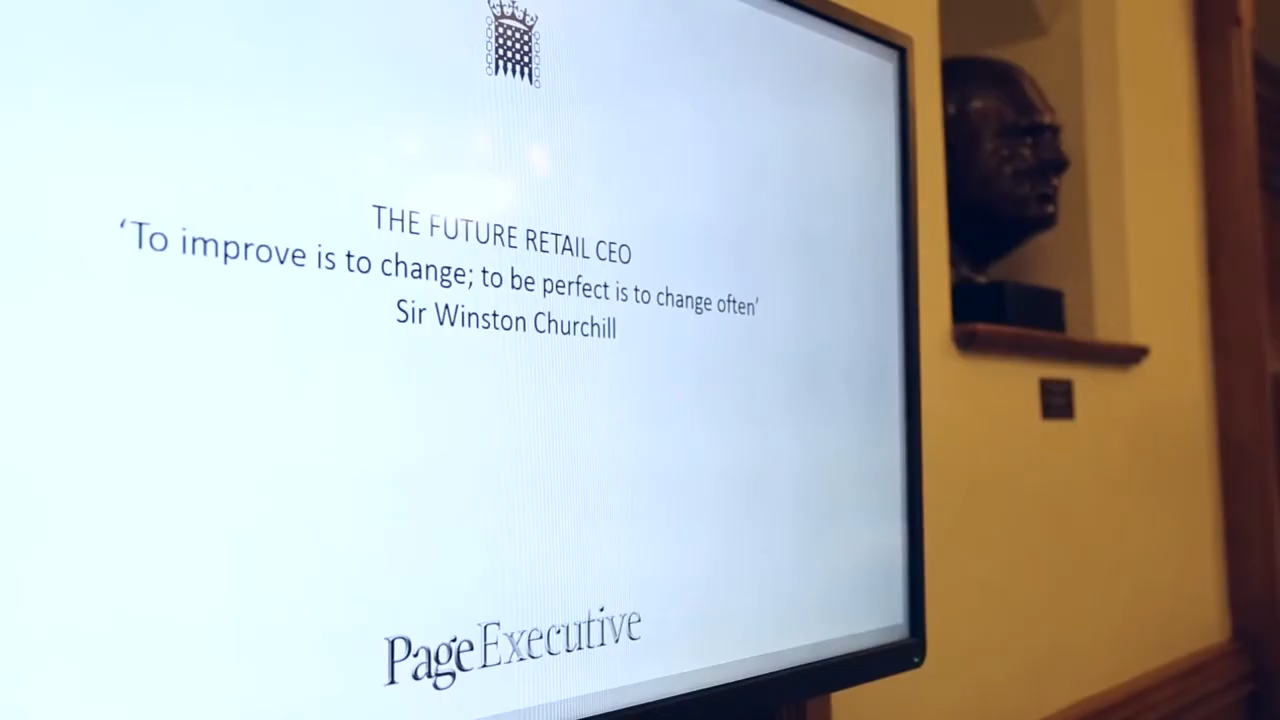 THE FUTURE RETAIL CEO
‘To improve is to change; to be perfect is to change often’
Sir Winston Churchill
PageExecutive